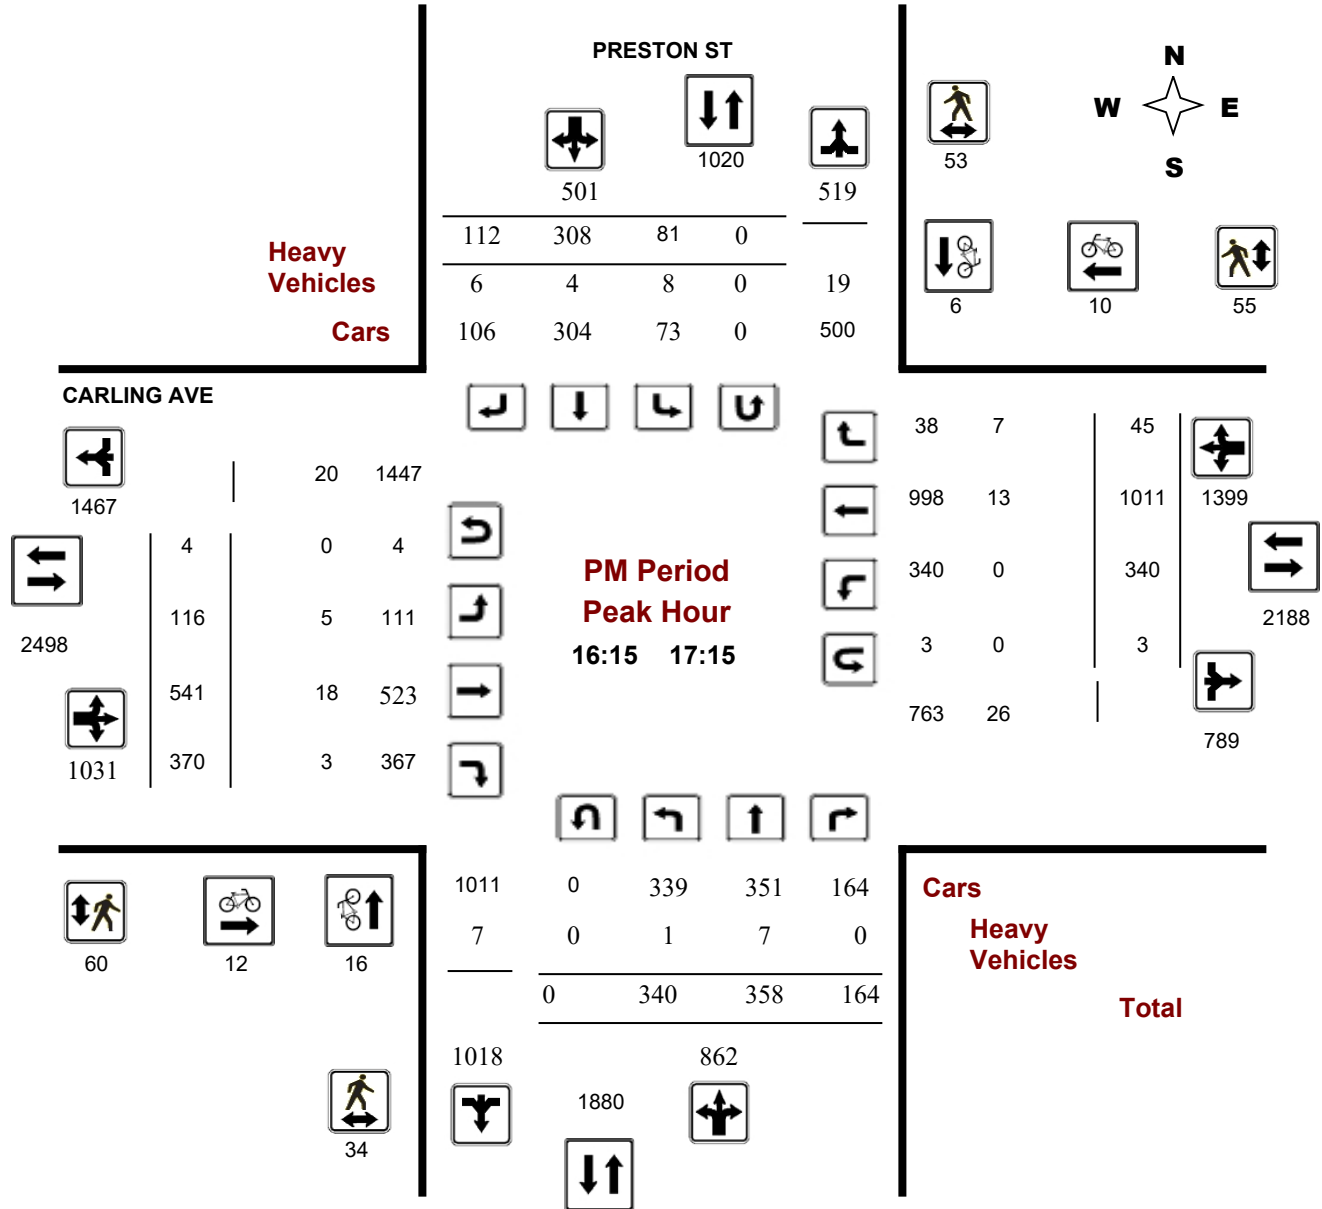 PRESTON ST
N
W E
S
1020
53
501
519
112 308 81 0
Heavy
Vehicles
6 4 8 0 19
6 10 55
Cars
106 304 73 0 500
CARLING AVE
38 7 45
20 1447
1467
998 13 1011 1399
4 0 4
PM Period
Peak Hour
16:15 17:15
340 0 340
116 5 111
2188
2498
3 0 3
541 18 523
763 26
789
1031
370 3 367
1011 0 339 351 164
Cars
7 0 1 7 0
Heavy
Vehicles
60 12 16
0 340 358 164
Total
1018 862
1880
34